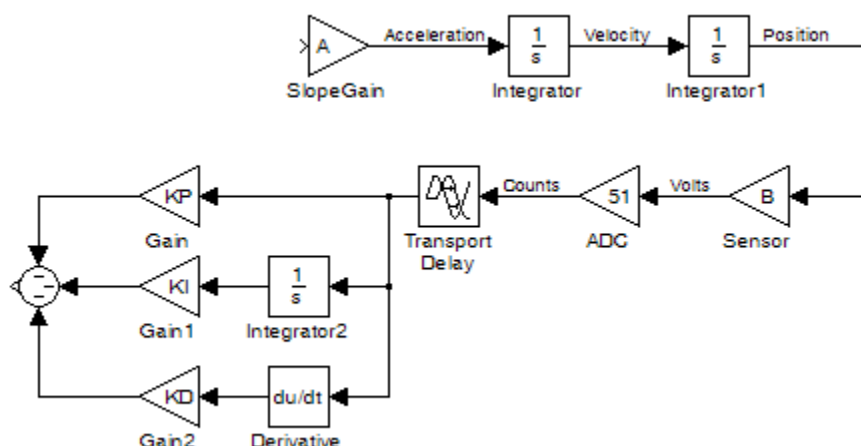 A
Acceleration
1
s
Velocity
1
s
Position
SlopeGain
Integrator
Integrator1
KP
Counts
51
Volts
B
Gain
Transport
Delay
ADC
Sensor
KI
1
s
Gain1
Integrator2
KD
du/dt
Gain2
Derivative